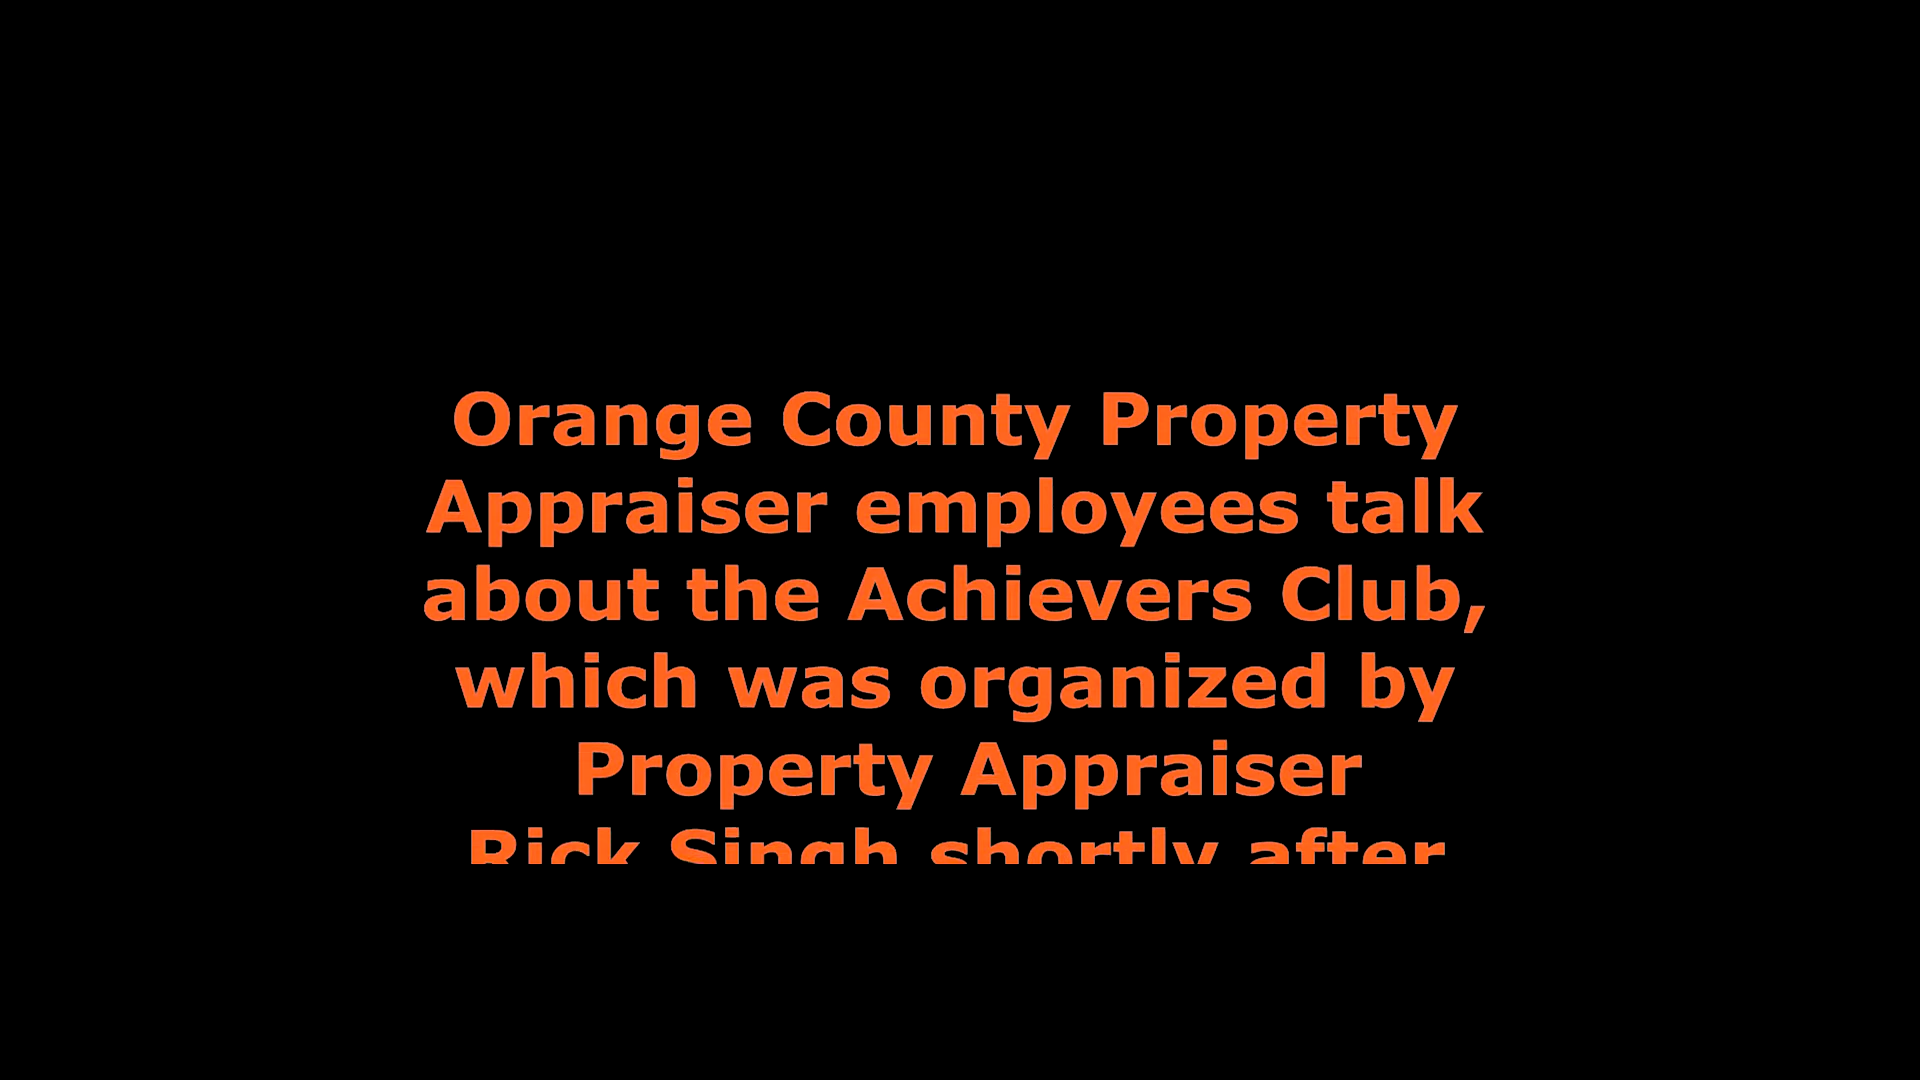 Orange County Property
Appraiser employees talk
about the Achievers Club,
which was organized by
Property Appraiser
Rick Singh shortly after